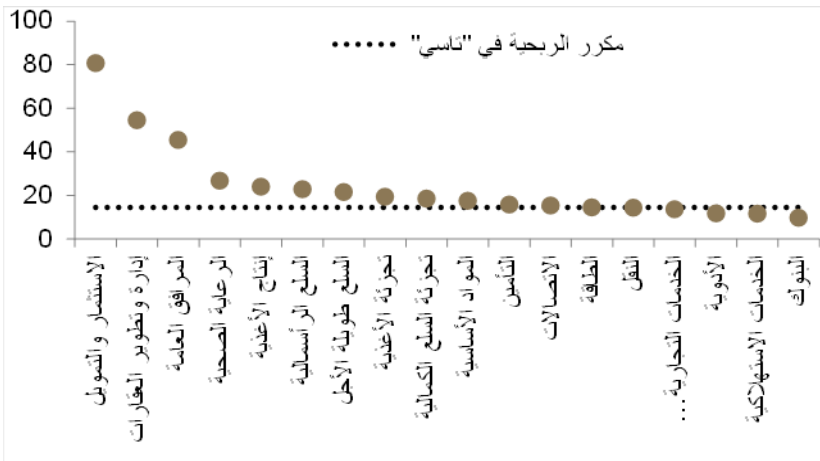 100
80
60
40
20
0
مكرر الربحية في "تاسي"
الاستثمار والتمويل
إدارة وتطوير العقارات
المرافق العامة
الرعاية الصحية
إنتاج الأغذية
السلع الرأسمالية
السلع طويلة الأجل
تجزئة الأغذية
تجزئة السلع الكمالية
المواد الأساسية
التأمين
الاتصالات
الطاقة
النقل
الخدمات التجارية...
الأدوية
الخدمات الاستهلاكية
البنوك